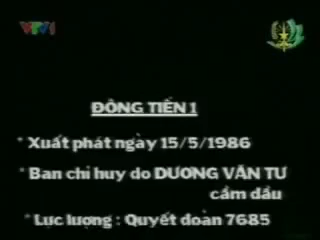 VTV1
ĐÔNG TIẾN 1
* Xuất phát ngày 15/5/1986
* Ban chỉ huy do DƯƠNG VĂN TƯ
cầm đầu
* Lực lượng : Quyết đoàn 7685